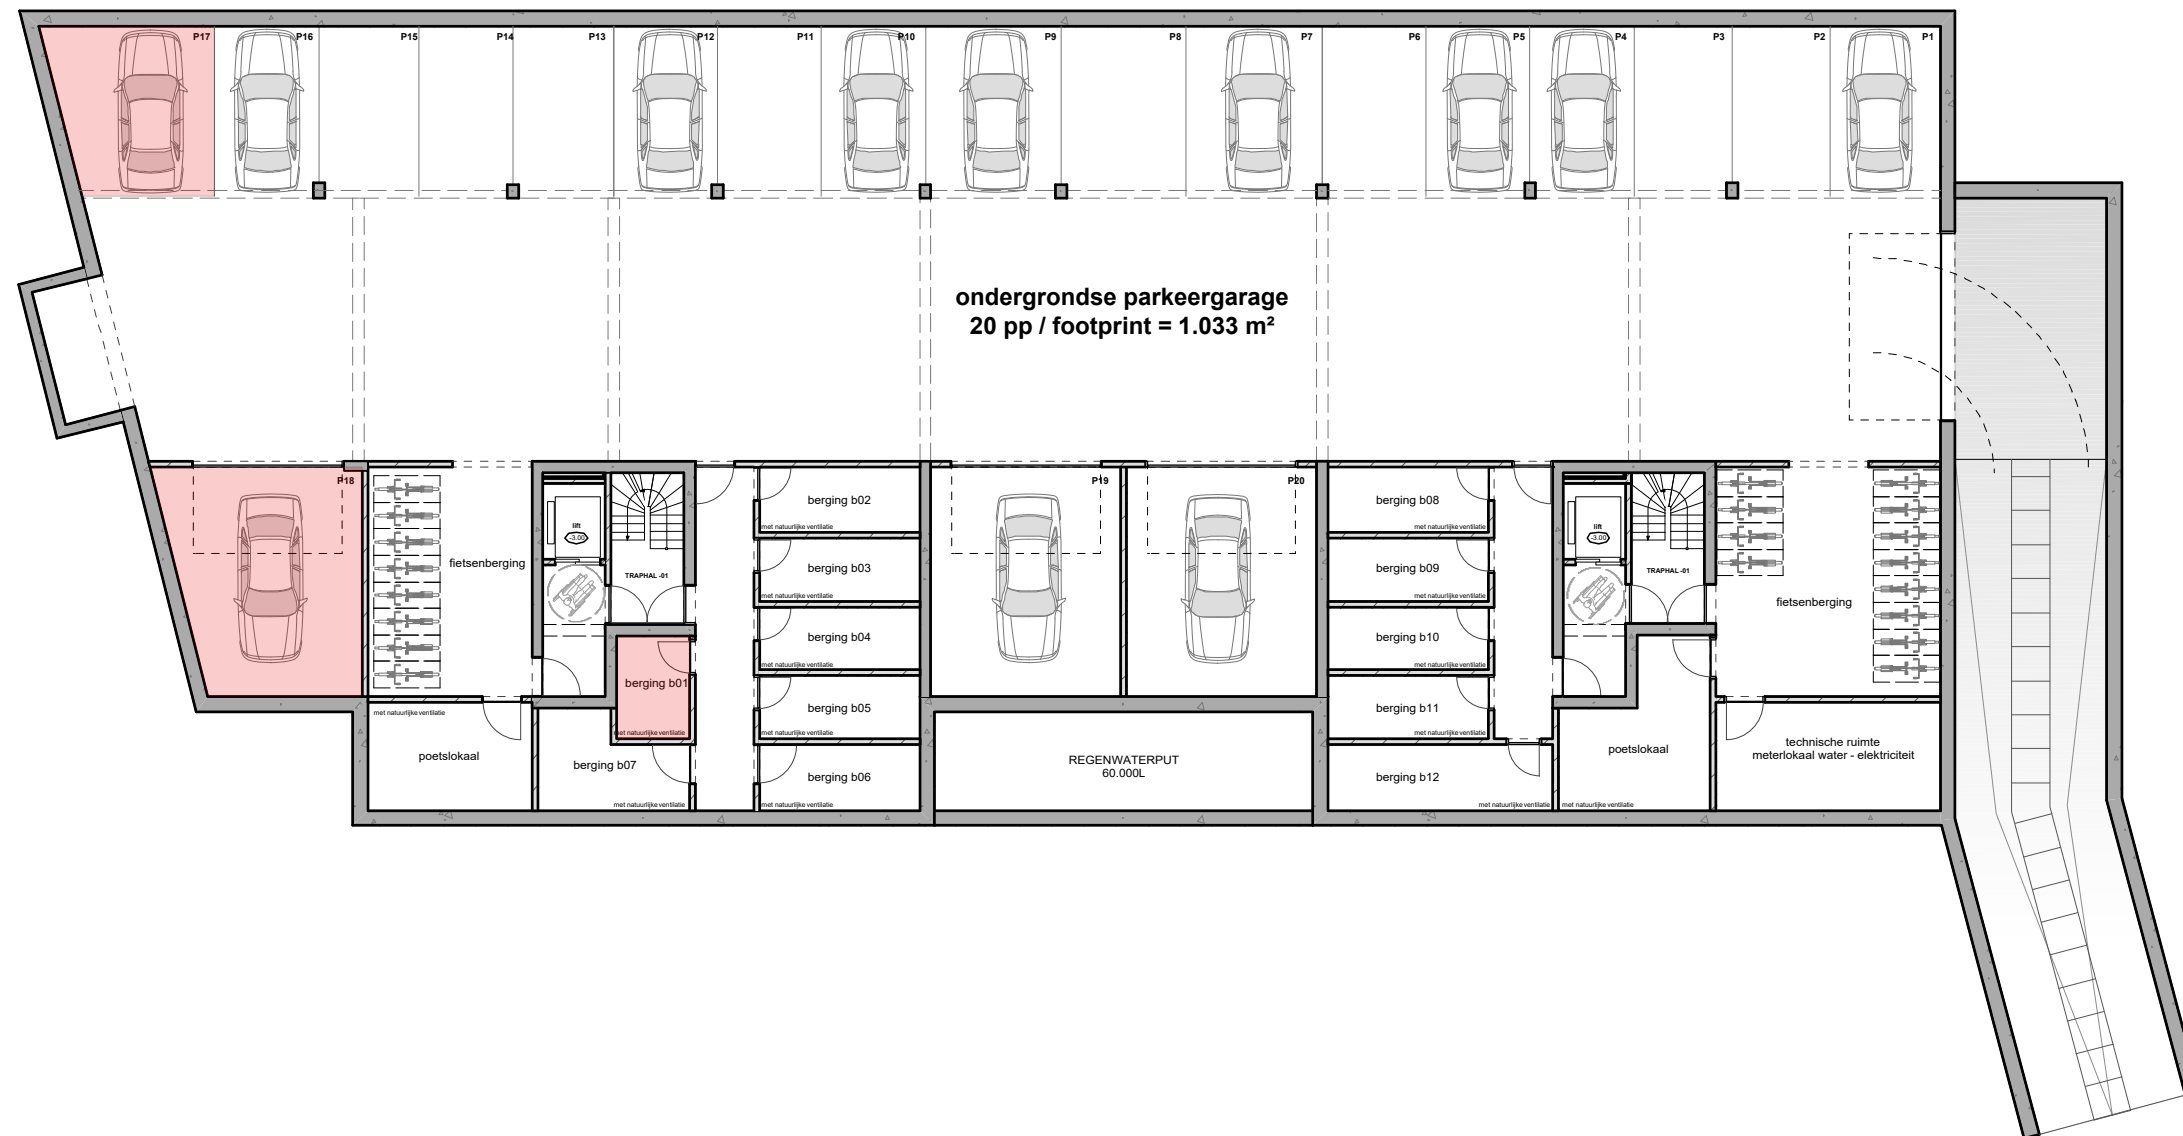 P17
P16
P15
P14
P13
P12
P11
P10
P9
P8
P7
P6
P5
P4
P3
P2
P1
ondergrondse parkeergarage
20 pp / footprint = 1.033 m²
P18
P19
P20
fietsenberging
lift
-3.00
TRAPHAL -01
berging b01
met natuurlijke ventilatie
berging b02
met natuurlijke ventilatie
berging b03
met natuurlijke ventilatie
berging b04
met natuurlijke ventilatie
berging b05
met natuurlijke ventilatie
berging b06
met natuurlijke ventilatie
met natuurlijke ventilatie
poetslokaal
berging b07
met natuurlijke ventilatie
REGENWATERPUT
60.000L
berging b08
met natuurlijke ventilatie
berging b09
met natuurlijke ventilatie
berging b10
met natuurlijke ventilatie
berging b11
met natuurlijke ventilatie
berging b12
met natuurlijke ventilatie
lift
-3.00
TRAPHAL -01
fietsenberging
poetslokaal
met natuurlijke ventilatie
technische ruimte
meterlokaal water - elektriciteit